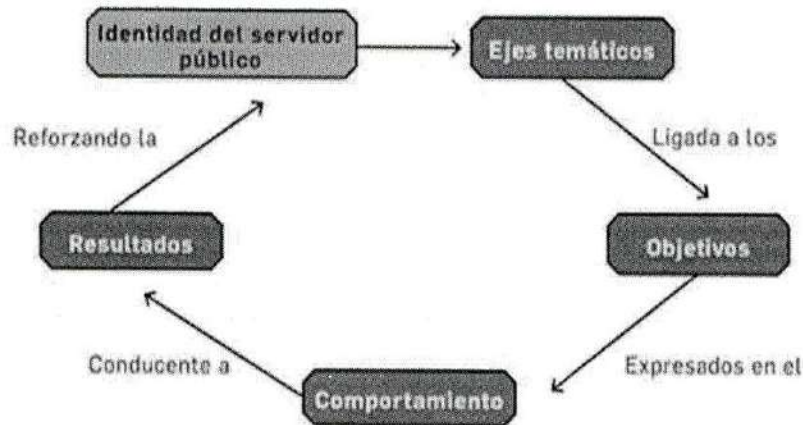 Identidad del servidor
público
Ejes temáticos
Ligada a los
Objetivos
Expresados en el
Comportamiento
Conducente a
Resultados
Reforzando la